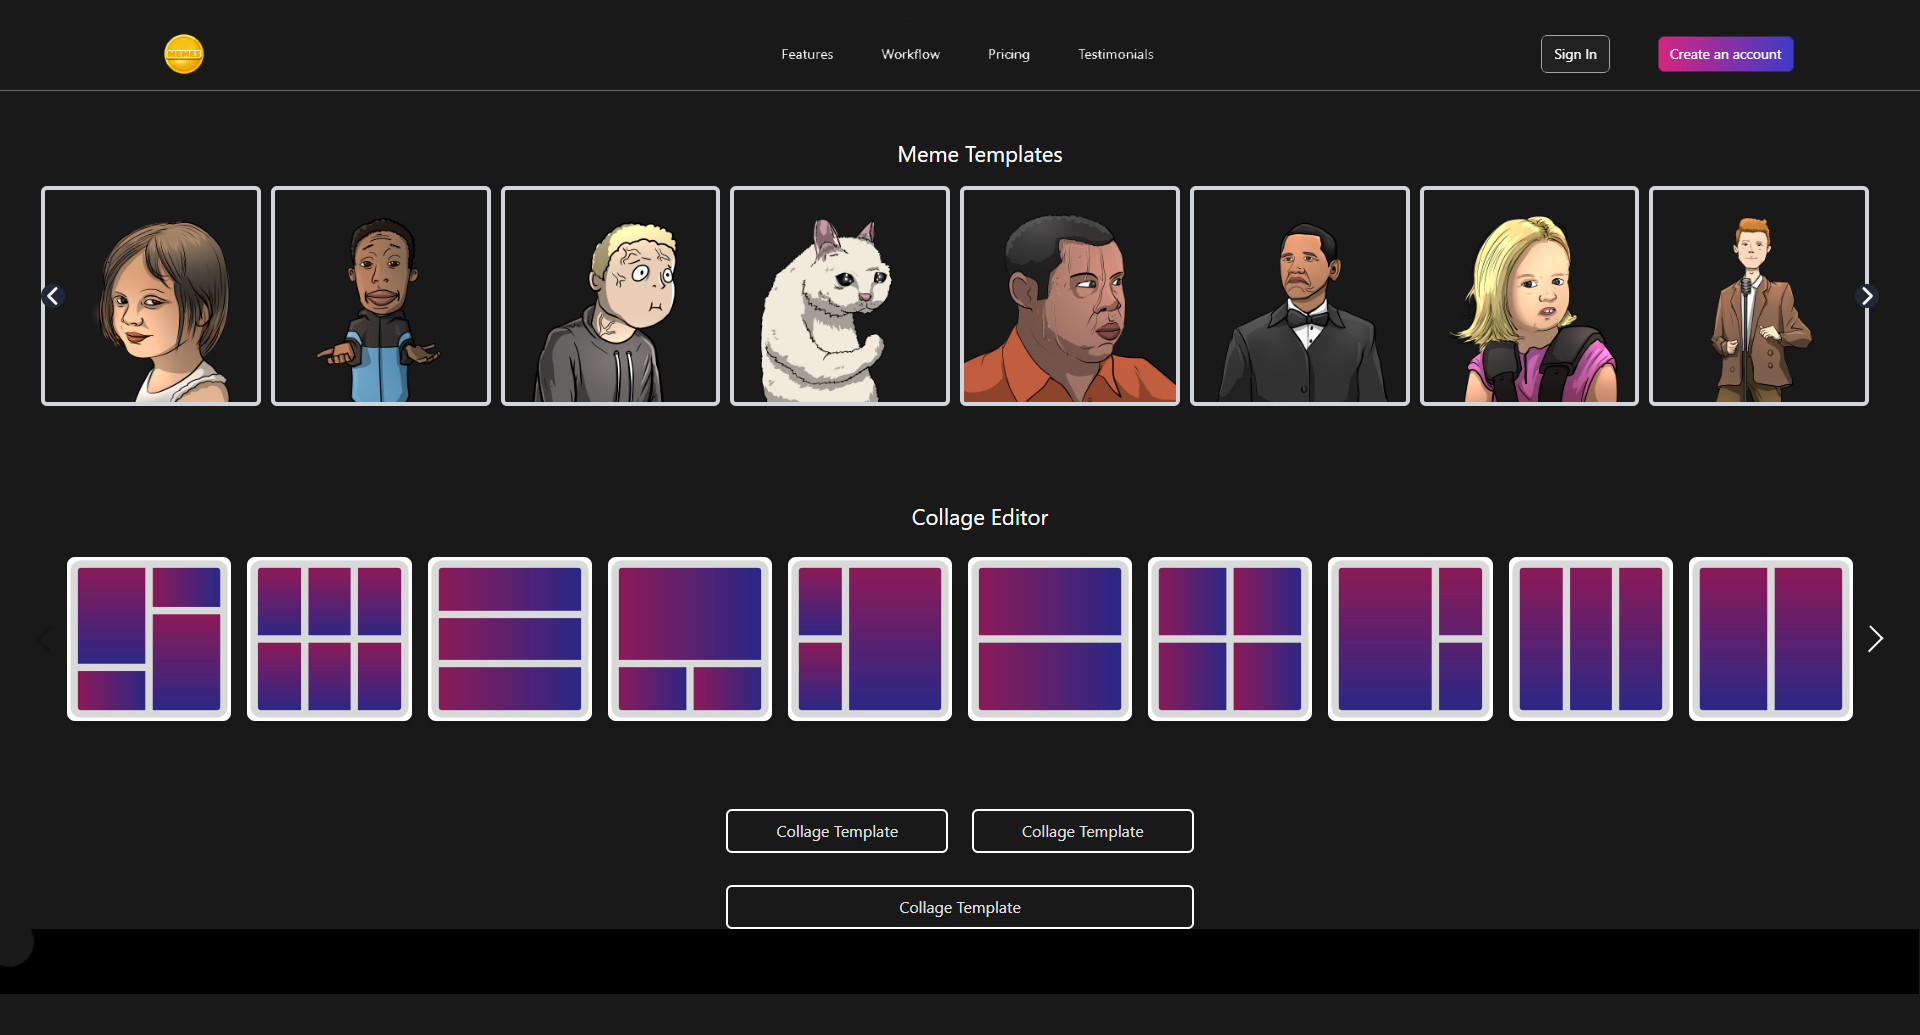 MEMES
Features Workflow Pricing Testimonials
Sign In
Create an account
Meme Templates
Collage Editor
Collage Template Collage Template
Collage Template